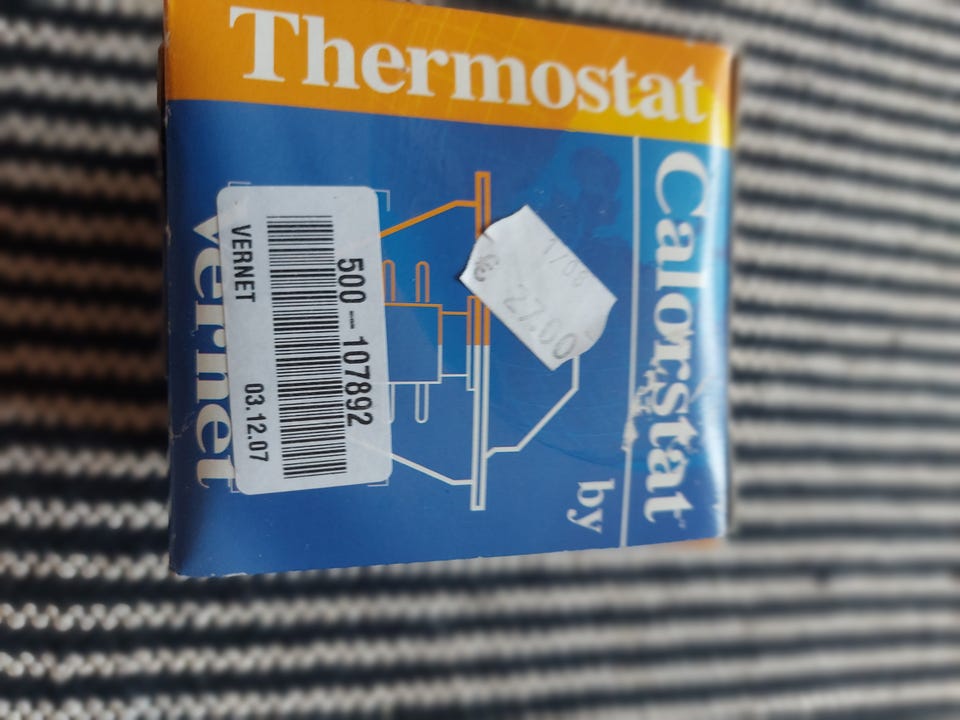 Thermostat
Calorstat
by
Vernet
500-107892
VERNET 03.12.07
€ 27.00